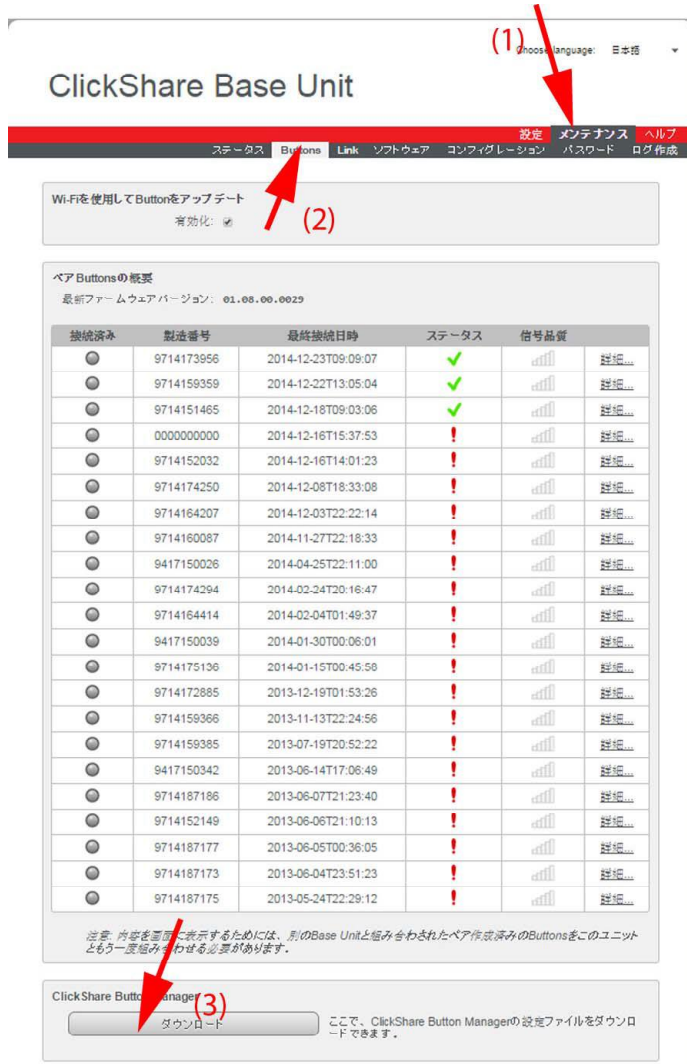 (1)
Choose language: 日本語
ClickShare Base Unit
設定 メンテナンス ヘルプ
ステータス Buttons Link ソフトウェア コンフィグレーション パスワード ログ作成
Wi-Fiを使用してButtonをアップデート
有効化:
(2)
ペアButtonsの概要
最新ファームウェアバージョン: 01.08.00.0029
接続済み 製造番号 最終接続日時 ステータス 信号品質
9714173956 2014-12-23T09:09:07 詳細...
9714159359 2014-12-22T13:05:04 詳細...
9714151465 2014-12-18T09:03:06 詳細...
0000000000 2014-12-16T15:37:53 詳細...
9714152032 2014-12-16T14:01:23 詳細...
9714174250 2014-12-08T18:33:08 詳細...
9714164207 2014-12-03T22:22:14 詳細...
9714160087 2014-11-27T22:18:33 詳細...
9417150026 2014-04-25T22:11:00 詳細...
9714174294 2014-02-24T20:16:47 詳細...
9714164414 2014-02-04T01:49:37 詳細...
9417150039 2014-01-30T00:06:01 詳細...
9714175136 2014-01-15T00:45:58 詳細...
9714172885 2013-12-19T01:53:26 詳細...
9714159366 2013-11-13T22:24:56 詳細...
9714159385 2013-07-19T20:52:22 詳細...
9417150342 2013-06-14T17:06:49 詳細...
9714187186 2013-06-07T21:23:40 詳細...
9714152149 2013-06-06T21:10:13 詳細...
9714187177 2013-06-05T00:36:05 詳細...
9714187173 2013-06-04T23:51:23 詳細...
9714187175 2013-05-24T22:29:12 詳細...
注意: 内容を画面に表示するためには、別のBase Unitと組み合わされたペア作成済みのButtonsをこのユニット
ともう一度組み合わせる必要があります。
ClickShare Button Manager
(3)
ダウンロード
ここで、ClickShare Button Managerの設定ファイルをダウンロ
ードできます。